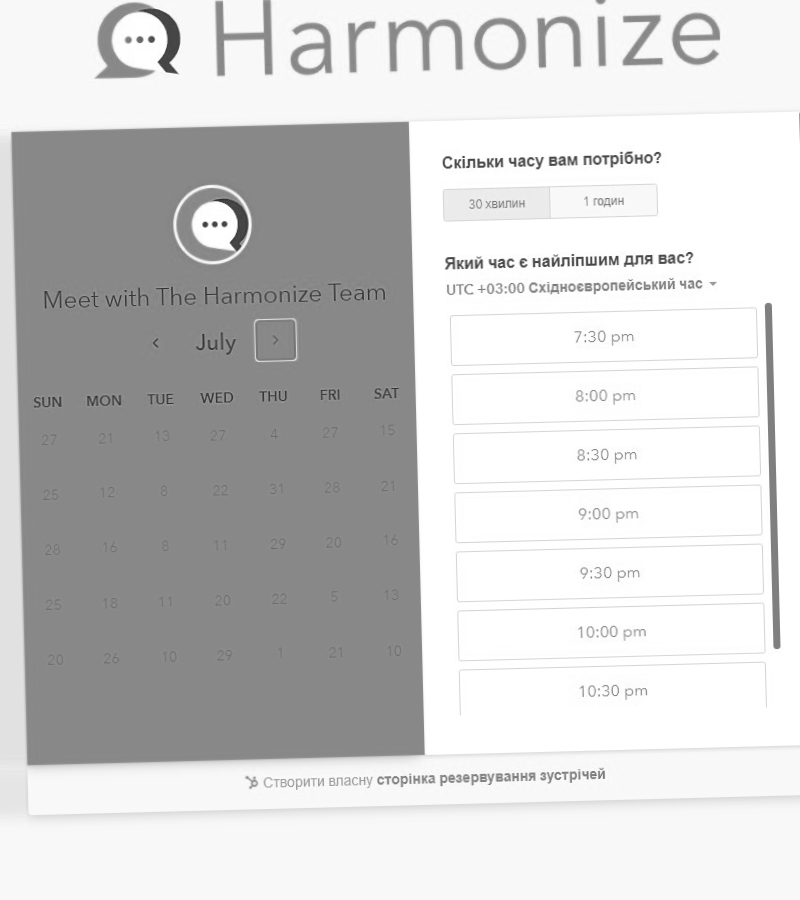 Harmonize
Meet with The Harmonize Team
July
SUN MON TUE WED THU FRI SAT
27 21 13 27 4 27 15
25 12 8 22 31 28 21
28 16 8 11 29 20 16
25 18 11 20 22 5 13
20 26 10 29 1 21 10
Скільки часу вам потрібно?
30 хвилин 1 годин
Який час є найліпшим для вас?
UTC +03:00 Східноєвропейський час
7:30 pm
8:00 pm
8:30 pm
9:00 pm
9:30 pm
10:00 pm
10:30 pm
Створити власну сторінка резервування зустрічей